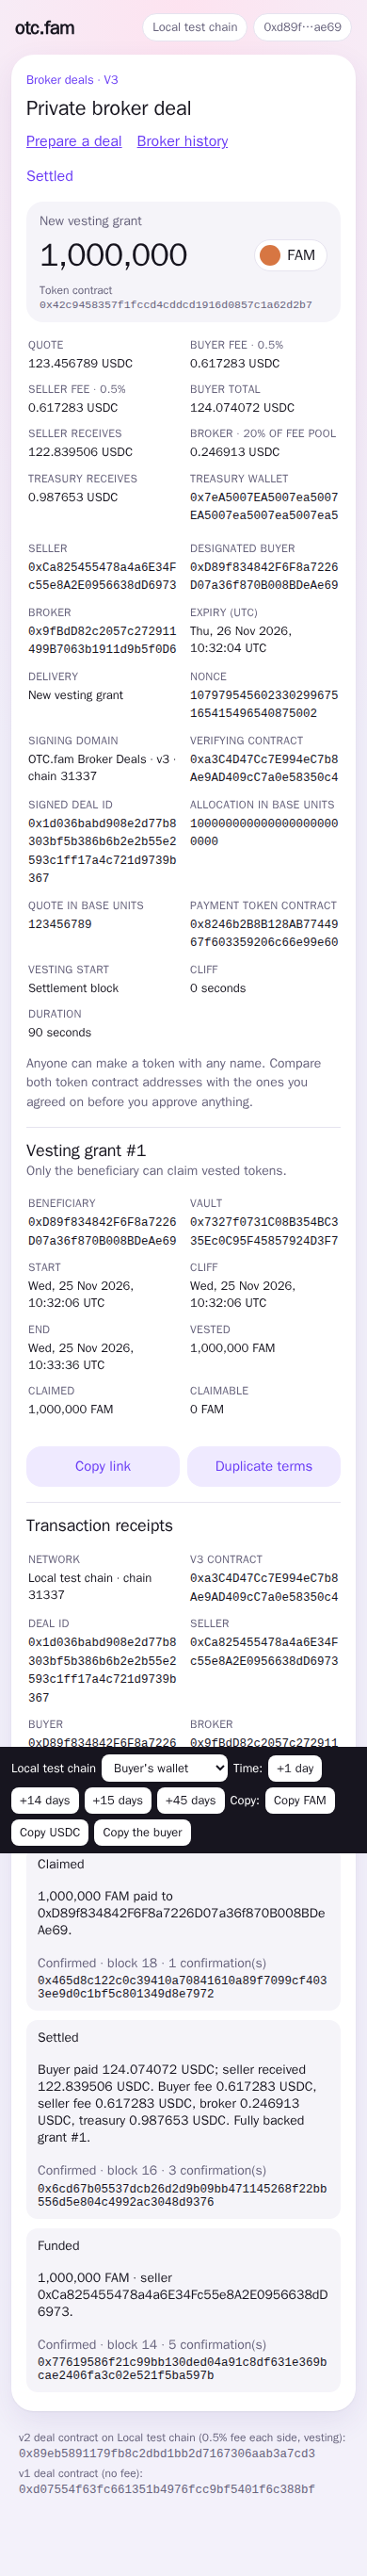 otc.fam
Local test chain
0xd89f···ae69
Broker deals · V3
Private broker deal
Prepare a deal
Broker history
Settled
New vesting grant
1,000,000
FAM
Token contract
0x42c9458357f1fccd4cddcd1916d0857c1a62d2b7
QUOTE
123.456789 USDC
BUYER FEE · 0.5%
0.617283 USDC
SELLER FEE · 0.5%
0.617283 USDC
BUYER TOTAL
124.074072 USDC
SELLER RECEIVES
122.839506 USDC
BROKER · 20% OF FEE POOL
0.246913 USDC
TREASURY RECEIVES
0.987653 USDC
TREASURY WALLET
0x7eA5007EA5007ea5007
EA5007ea5007ea5007ea5
SELLER
0xCa825455478a4a6E34F
c55e8A2E0956638dD6973
DESIGNATED BUYER
0xD89f834842F6F8a7226
D07a36f870B008BDeAe69
BROKER
0x9fBdD82c2057c272911
499B7063b1911d9b5f0D6
EXPIRY (UTC)
Thu, 26 Nov 2026,
10:32:04 UTC
DELIVERY
New vesting grant
NONCE
107979545602330299675
165415496540875002
SIGNING DOMAIN
OTC.fam Broker Deals · v3 ·
chain 31337
VERIFYING CONTRACT
0xa3C4D47Cc7E994eC7b8
Ae9AD409cC7a0e58350c4
SIGNED DEAL ID
0x1d036babd908e2d77b8
303bf5b386b6b2e2b55e2
593c1ff17a4c721d9739b
367
ALLOCATION IN BASE UNITS
100000000000000000000
0000
QUOTE IN BASE UNITS
123456789
PAYMENT TOKEN CONTRACT
0x8246b2B8B128AB77449
67f603359206c66e99e60
VESTING START
Settlement block
CLIFF
0 seconds
DURATION
90 seconds
Anyone can make a token with any name. Compare
both token contract addresses with the ones you
agreed on before you approve anything.
Vesting grant #1
Only the beneficiary can claim vested tokens.
BENEFICIARY
0xD89f834842F6F8a7226
D07a36f870B008BDeAe69
VAULT
0x7327f0731C08B354BC3
35Ec0C95F45857924D3F7
START
Wed, 25 Nov 2026,
10:32:06 UTC
CLIFF
Wed, 25 Nov 2026,
10:32:06 UTC
END
Wed, 25 Nov 2026,
10:33:36 UTC
VESTED
1,000,000 FAM
CLAIMED
1,000,000 FAM
CLAIMABLE
0 FAM
Copy link
Duplicate terms
Transaction receipts
NETWORK
Local test chain · chain
31337
V3 CONTRACT
0xa3C4D47Cc7E994eC7b8
Ae9AD409cC7a0e58350c4
DEAL ID
0x1d036babd908e2d77b8
303bf5b386b6b2e2b55e2
593c1ff17a4c721d9739b
367
SELLER
0xCa825455478a4a6E34F
c55e8A2E0956638dD6973
BUYER
0xD89f834842F6F8a7226
BROKER
0x9fBdD82c2057c272911
Local test chain
Buyer's wallet
Time:
+1 day
+14 days
+15 days
+45 days
Copy:
Copy FAM
Copy USDC
Copy the buyer
Claimed
1,000,000 FAM paid to
0xD89f834842F6F8a7226D07a36f870B008BDe
Ae69.
Confirmed · block 18 · 1 confirmation(s)
0x465d8c122c0c39410a70841610a89f7099cf403
3ee9d0c1bf5c801349d8e7972
Settled
Buyer paid 124.074072 USDC; seller received
122.839506 USDC. Buyer fee 0.617283 USDC,
seller fee 0.617283 USDC, broker 0.246913
USDC, treasury 0.987653 USDC. Fully backed
grant #1.
Confirmed · block 16 · 3 confirmation(s)
0x6cd67b05537dcb26d2d9b09bb471145268f22bb
556d5e804c4992ac3048d9376
Funded
1,000,000 FAM · seller
0xCa825455478a4a6E34Fc55e8A2E0956638dD
6973.
Confirmed · block 14 · 5 confirmation(s)
0x77419586f21c99bb130ded04a91c8df631e369b
cae2406fa3c02e521f5ba597b
v2 deal contract on Local test chain (0.5% fee each side, vesting):
0x89eb5891179fb8c2dbd1bb2d7167306aab3a7cd3
v1 deal contract (no fee):
0xd07554f63fc661351b4976fcc9bf5401f6c388bf